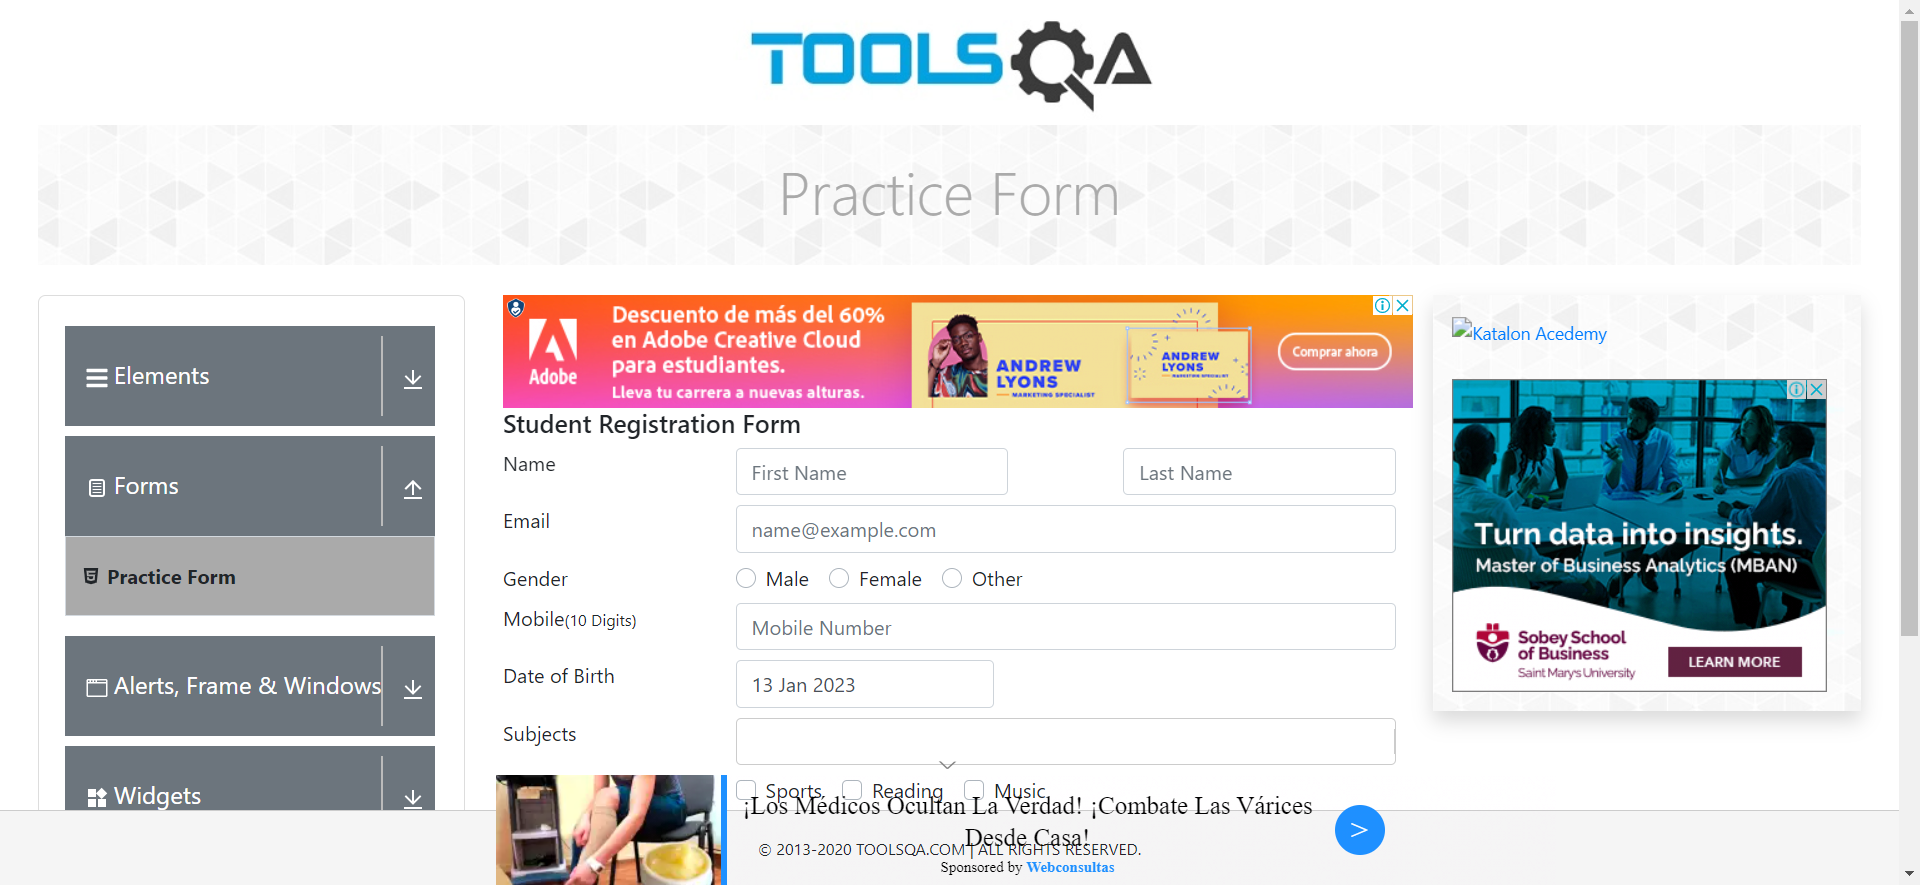 TOOLSQA
Practice Form
Elements
Forms
Practice Form
Alerts, Frame & Windows
Widgets
Adobe
Descuento de más del 60%
en Adobe Creative Cloud
para estudiantes.
Lleva tu carrera a nuevas alturas.
ANDREW
LYONS
MARKETING SPECIALIST
ANDREW
LYONS
MARKETING SPECIALIST
Comprar ahora
Student Registration Form
Name
First Name
Last Name
Email
name@example.com
Gender
Male
Female
Other
Mobile(10 Digits)
Mobile Number
Date of Birth
13 Jan 2023
Subjects
Sports
Reading
Music
¡Los Médicos Ocultan La Verdad! ¡Combate Las Várices
Desde Casa!
© 2013-2020 TOOLSQA.COM | ALL RIGHTS RESERVED.
Sponsored by Webconsultas
>
Katalon Acedemy
Turn data into insights.
Master of Business Analytics (MBAN)
Sobey School
of Business
Saint Mary's University
LEARN MORE